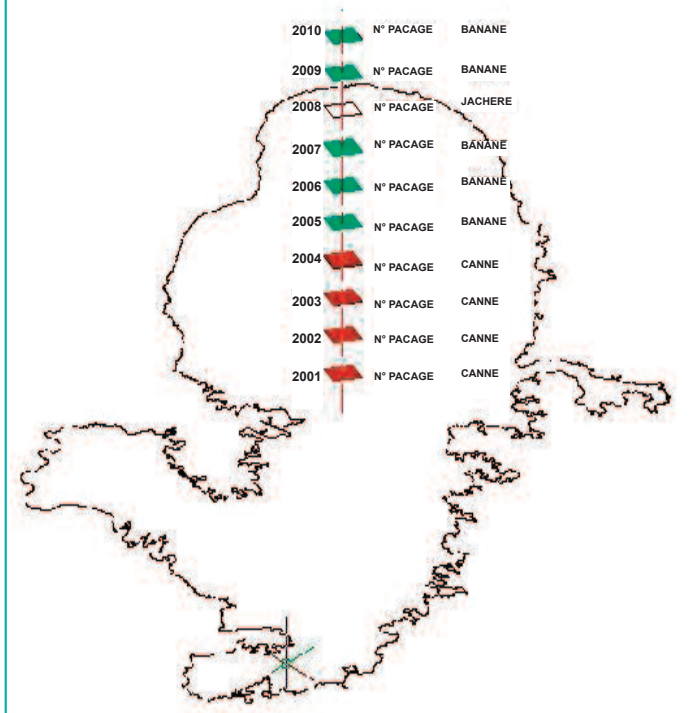 2010 N° PACAGE BANANE
2009 N° PACAGE BANANE
2008 N° PACAGE JACHERE
2007 N° PACAGE BANANE
2006 N° PACAGE BANANE
2005 N° PACAGE BANANE
2004 N° PACAGE CANNE
2003 N° PACAGE CANNE
2002 N° PACAGE CANNE
2001 N° PACAGE CANNE